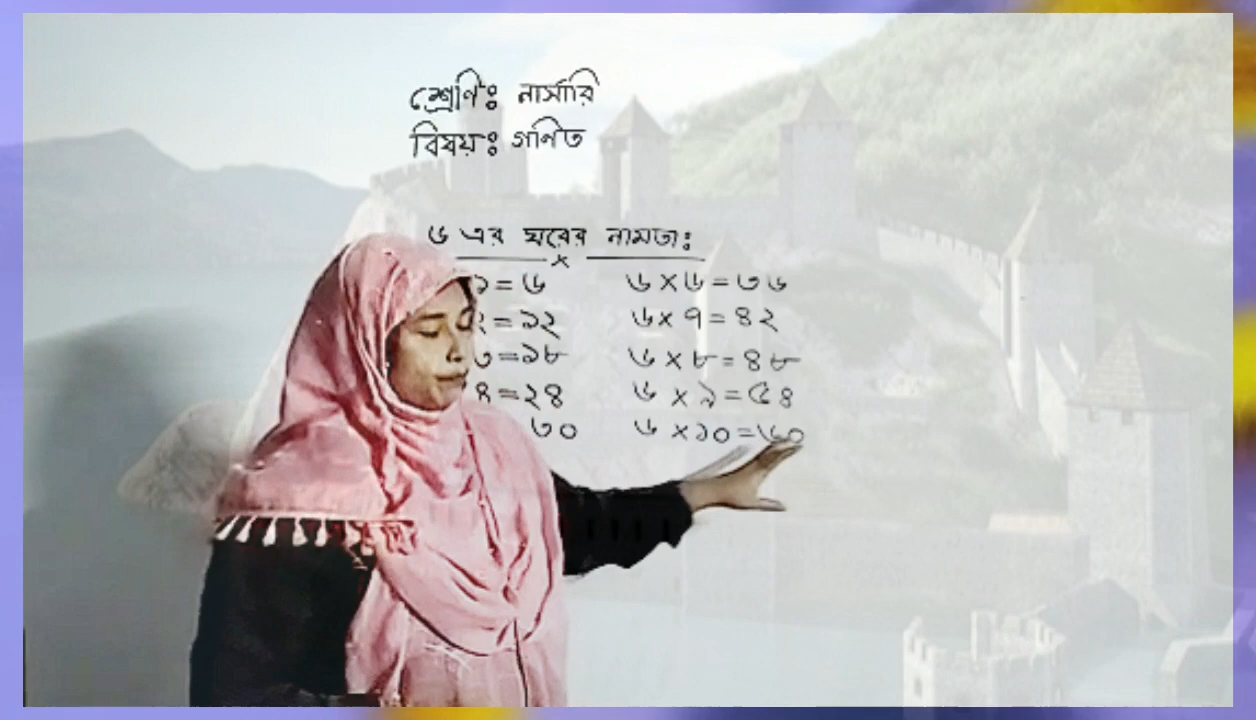 শ্রেণিঃ নার্সারি
বিষয়ঃ গনিত
৬ এর ঘরের নামতাঃ
১ = ৬ ৬ × ৬ = ৩৬
২ = ১২ ৬ × ৭ = ৪২
৩ = ১৮ ৬ × ৮ = ৪৮
৪ = ২৪ ৬ × ৯ = ৫৪
৩০ ৬ × ১০ = ৬০